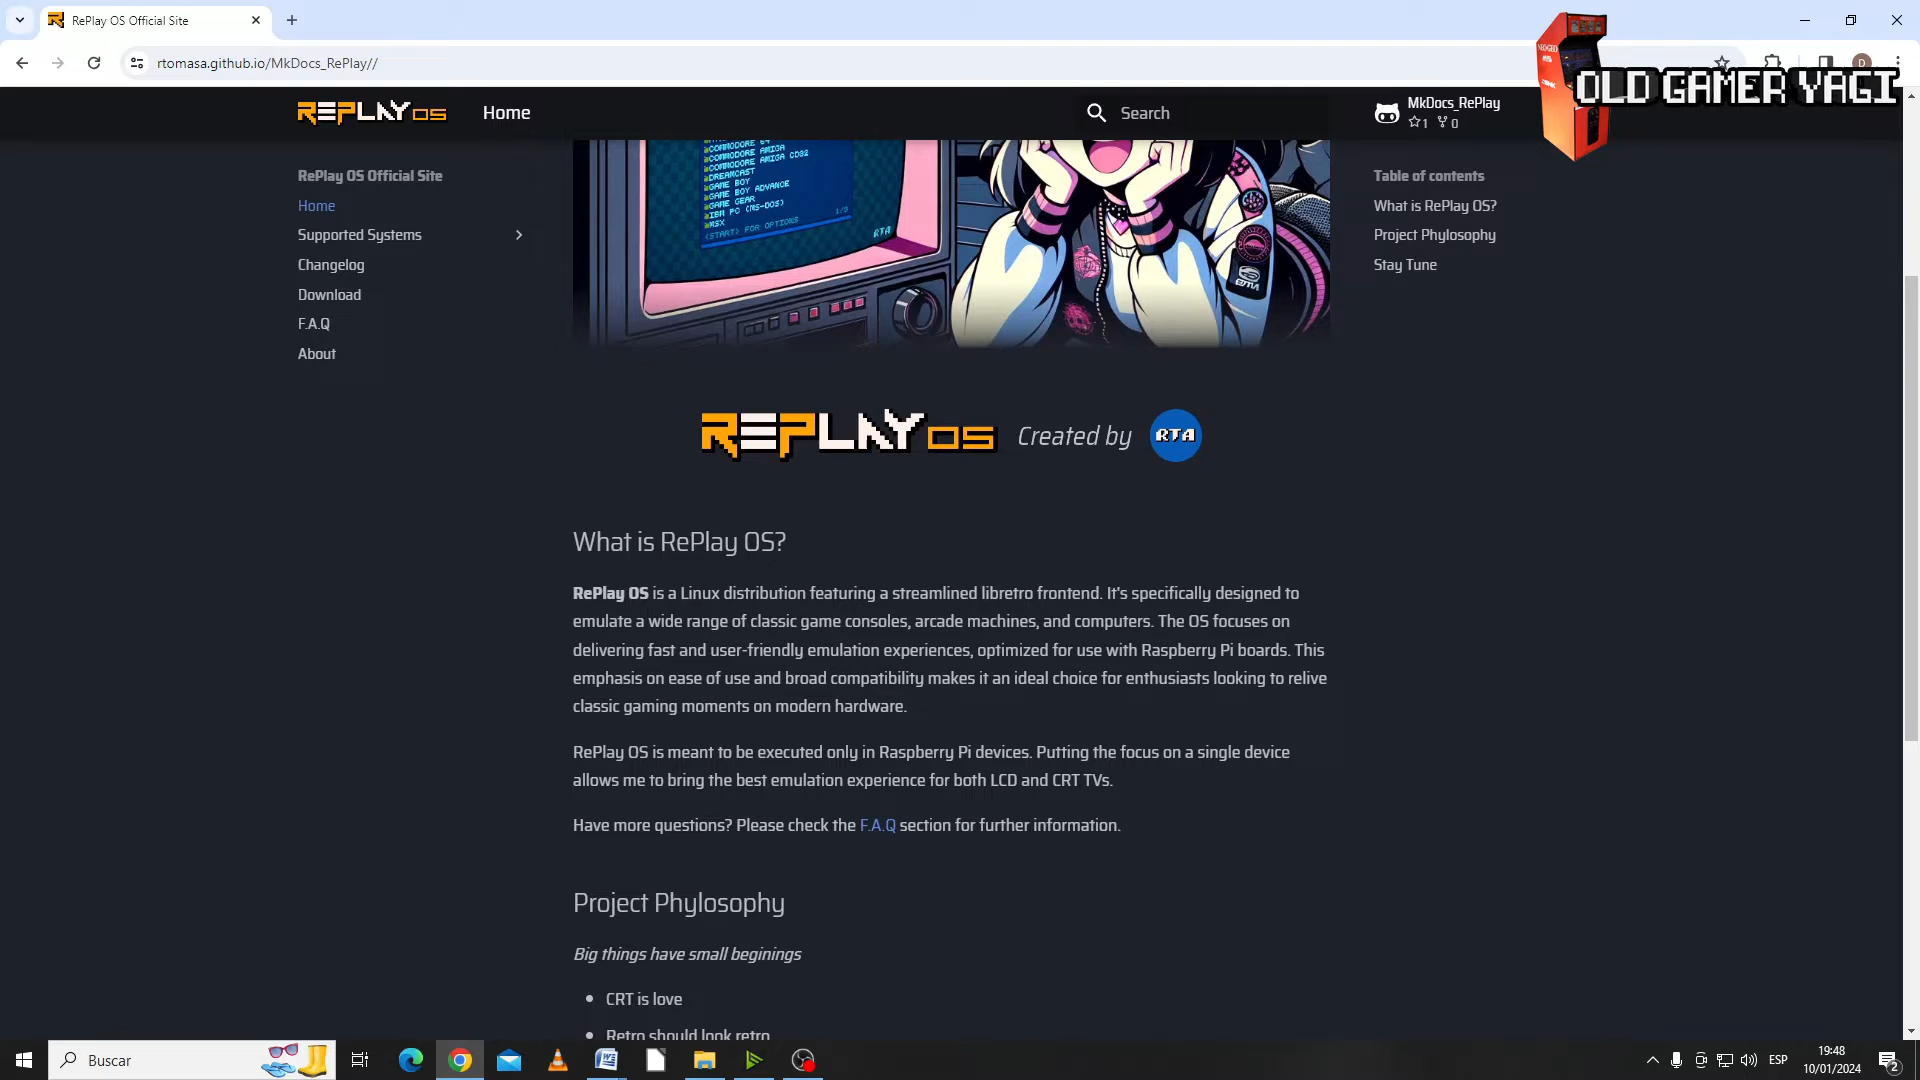 RePlay OS Official Site
rtomasa.github.io/MkDocs_RePlay//
OLD GAMER YAGI
REPLAY OS
Home
Search
MkDocs_RePlay
1 0
RePlay OS Official Site
Home
Supported Systems
Changelog
Download
F.A.Q
About
COMMODORE 64
COMMODORE AMIGA
COMMODORE AMIGA CD32
DREAMCAST
GAME BOY
GAME BOY ADVANCE
GAME GEAR
IBM PC (MS-DOS)
MSX
1/3
<START> FOR OPTIONS
RTA
Table of contents
What is RePlay OS?
Project Phylosophy
Stay Tune
REPLAY OS Created by RTA
What is RePlay OS?
RePlay OS is a Linux distribution featuring a streamlined libretro frontend. It's specifically designed to
emulate a wide range of classic game consoles, arcade machines, and computers. The OS focuses on
delivering fast and user-friendly emulation experiences, optimized for use with Raspberry Pi boards. This
emphasis on ease of use and broad compatibility makes it an ideal choice for enthusiasts looking to relive
classic gaming moments on modern hardware.
RePlay OS is meant to be executed only in Raspberry Pi devices. Putting the focus on a single device
allows me to bring the best emulation experience for both LCD and CRT TVs.
Have more questions? Please check the F.A.Q section for further information.
Project Phylosophy
Big things have small beginings
CRT is love
Retro should look retro
Buscar
ESP
19:48
10/01/2024
2